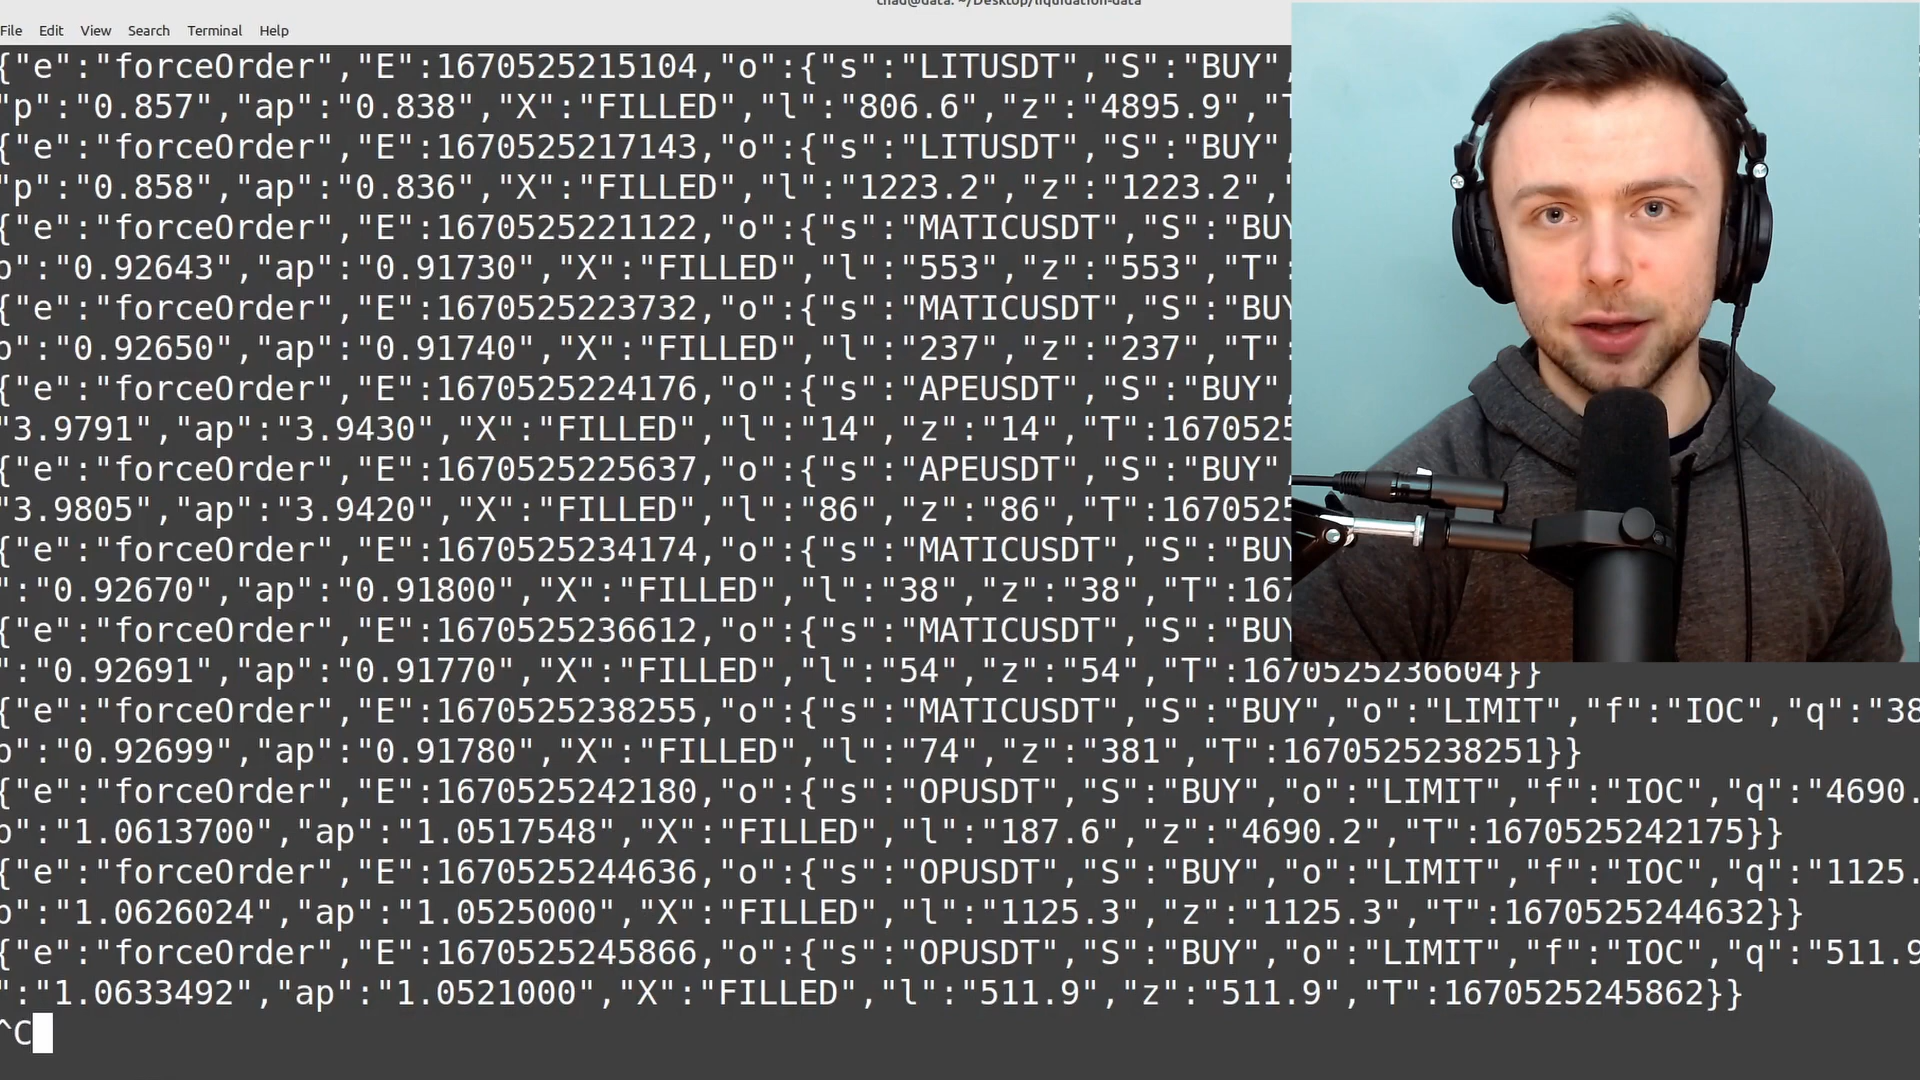 chad@data: ~/Desktop/liquidation-data
File Edit View Search Terminal Help
{"e":"forceOrder","E":1670525215104,"o":{"s":"LITUSDT","S":"BUY",
"p":"0.857","ap":"0.838","X":"FILLED","l":"806.6","z":"4895.9","T
{"e":"forceOrder","E":1670525217143,"o":{"s":"LITUSDT","S":"BUY",
"p":"0.858","ap":"0.836","X":"FILLED","l":"1223.2","z":"1223.2","
{"e":"forceOrder","E":1670525221122,"o":{"s":"MATICUSDT","S":"BUY
p":"0.92643","ap":"0.91730","X":"FILLED","l":"553","z":"553","T":
{"e":"forceOrder","E":1670525223732,"o":{"s":"MATICUSDT","S":"BUY
p":"0.92650","ap":"0.91740","X":"FILLED","l":"237","z":"237","T":
{"e":"forceOrder","E":1670525224176,"o":{"s":"APEUSDT","S":"BUY",
"3.9791","ap":"3.9430","X":"FILLED","l":"14","z":"14","T":1670525
{"e":"forceOrder","E":1670525225637,"o":{"s":"APEUSDT","S":"BUY",
"3.9805","ap":"3.9420","X":"FILLED","l":"86","z":"86","T":1670525
{"e":"forceOrder","E":1670525234174,"o":{"s":"MATICUSDT","S":"BUY
":"0.92670","ap":"0.91800","X":"FILLED","l":"38","z":"38","T":167
{"e":"forceOrder","E":1670525236612,"o":{"s":"MATICUSDT","S":"BUY
":"0.92691","ap":"0.91770","X":"FILLED","l":"54","z":"54","T":1670525236604}}
{"e":"forceOrder","E":1670525238255,"o":{"s":"MATICUSDT","S":"BUY","o":"LIMIT","f":"IOC","q":"38
p":"0.92699","ap":"0.91780","X":"FILLED","l":"74","z":"381","T":1670525238251}}
{"e":"forceOrder","E":1670525242180,"o":{"s":"OPUSDT","S":"BUY","o":"LIMIT","f":"IOC","q":"4690.
p":"1.0613700","ap":"1.0517548","X":"FILLED","l":"187.6","z":"4690.2","T":1670525242175}}
{"e":"forceOrder","E":1670525244636,"o":{"s":"OPUSDT","S":"BUY","o":"LIMIT","f":"IOC","q":"1125.
p":"1.0626024","ap":"1.0525000","X":"FILLED","l":"1125.3","z":"1125.3","T":1670525244632}}
{"e":"forceOrder","E":1670525245866,"o":{"s":"OPUSDT","S":"BUY","o":"LIMIT","f":"IOC","q":"511.9
":"1.0633492","ap":"1.0521000","X":"FILLED","l":"511.9","z":"511.9","T":1670525245862}}
^C